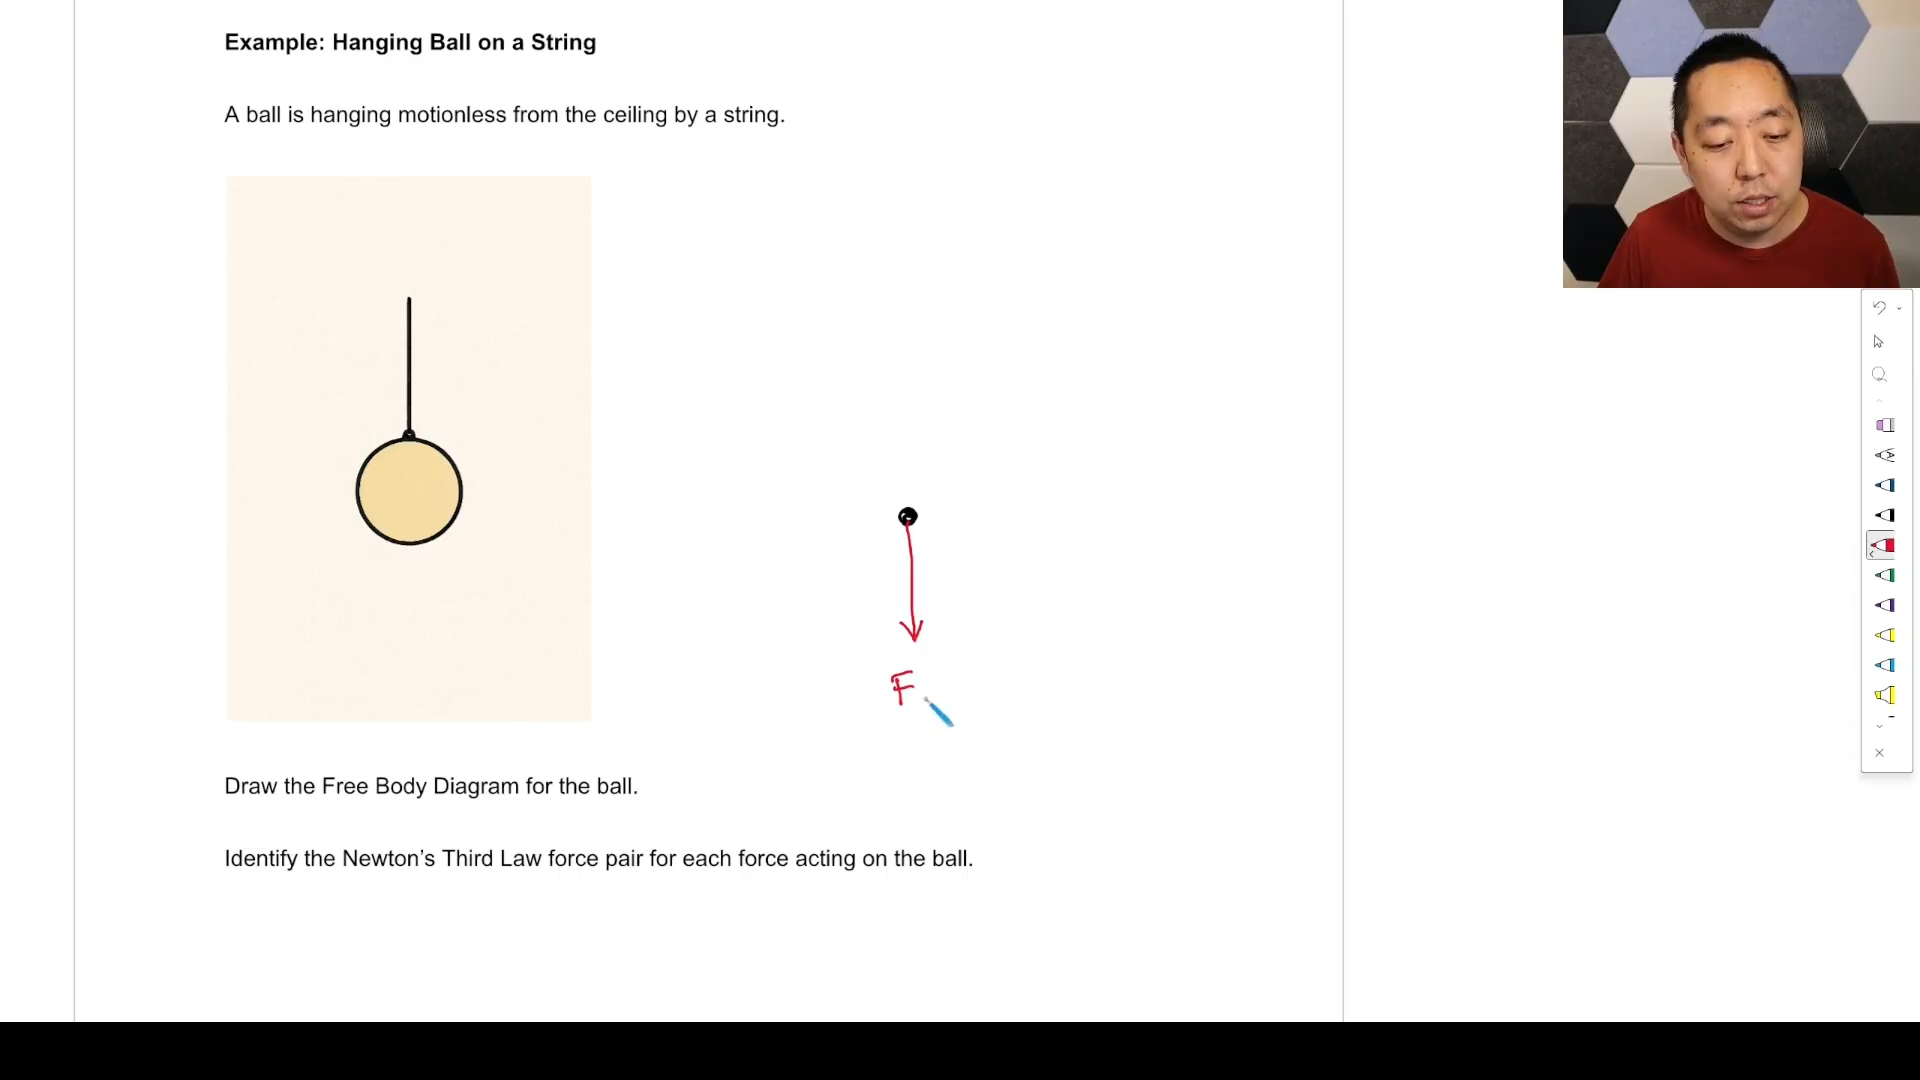 Example: Hanging Ball on a String
A ball is hanging motionless from the ceiling by a string.
F
Draw the Free Body Diagram for the ball.
Identify the Newton’s Third Law force pair for each force acting on the ball.